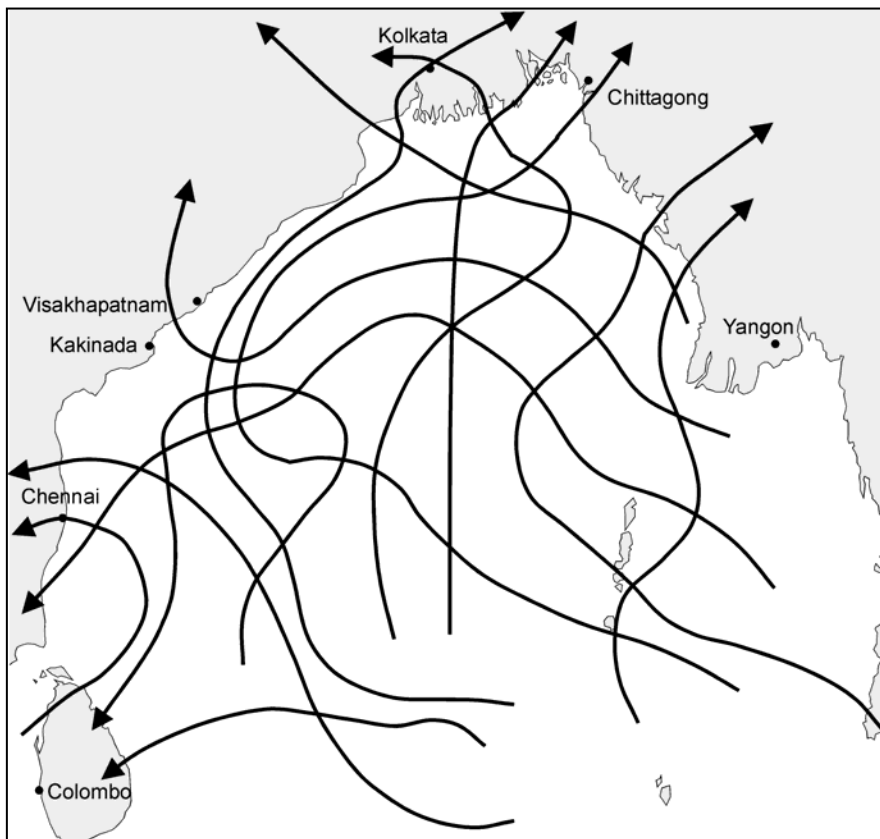 Kolkata
Chittagong
Visakhapatnam
Kakinada
Yangon
Chennai
Colombo